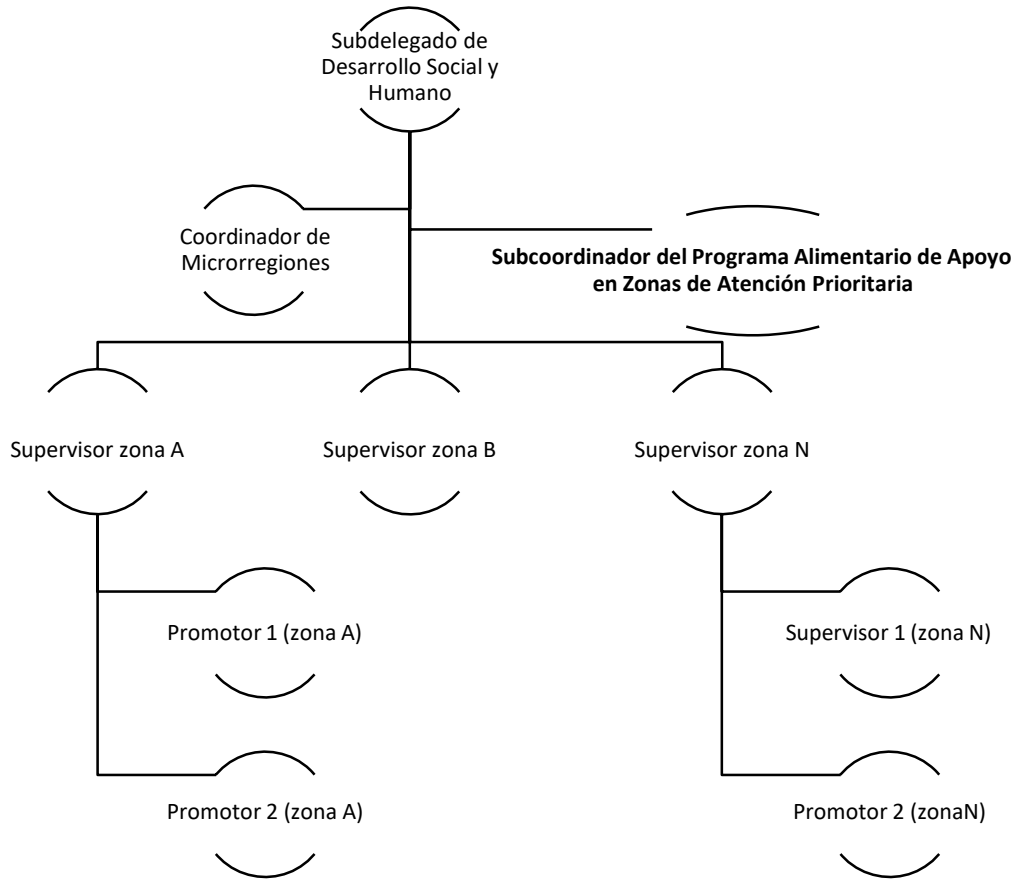 Subdelegado de
Desarrollo Social y
Humano
Coordinador de
Microrregiones
Subcoordinador del Programa Alimentario de Apoyo
en Zonas de Atención Prioritaria
Supervisor zona A
Supervisor zona B
Supervisor zona N
Promotor 1 (zona A)
Supervisor 1 (zona N)
Promotor 2 (zona A)
Promotor 2 (zonaN)